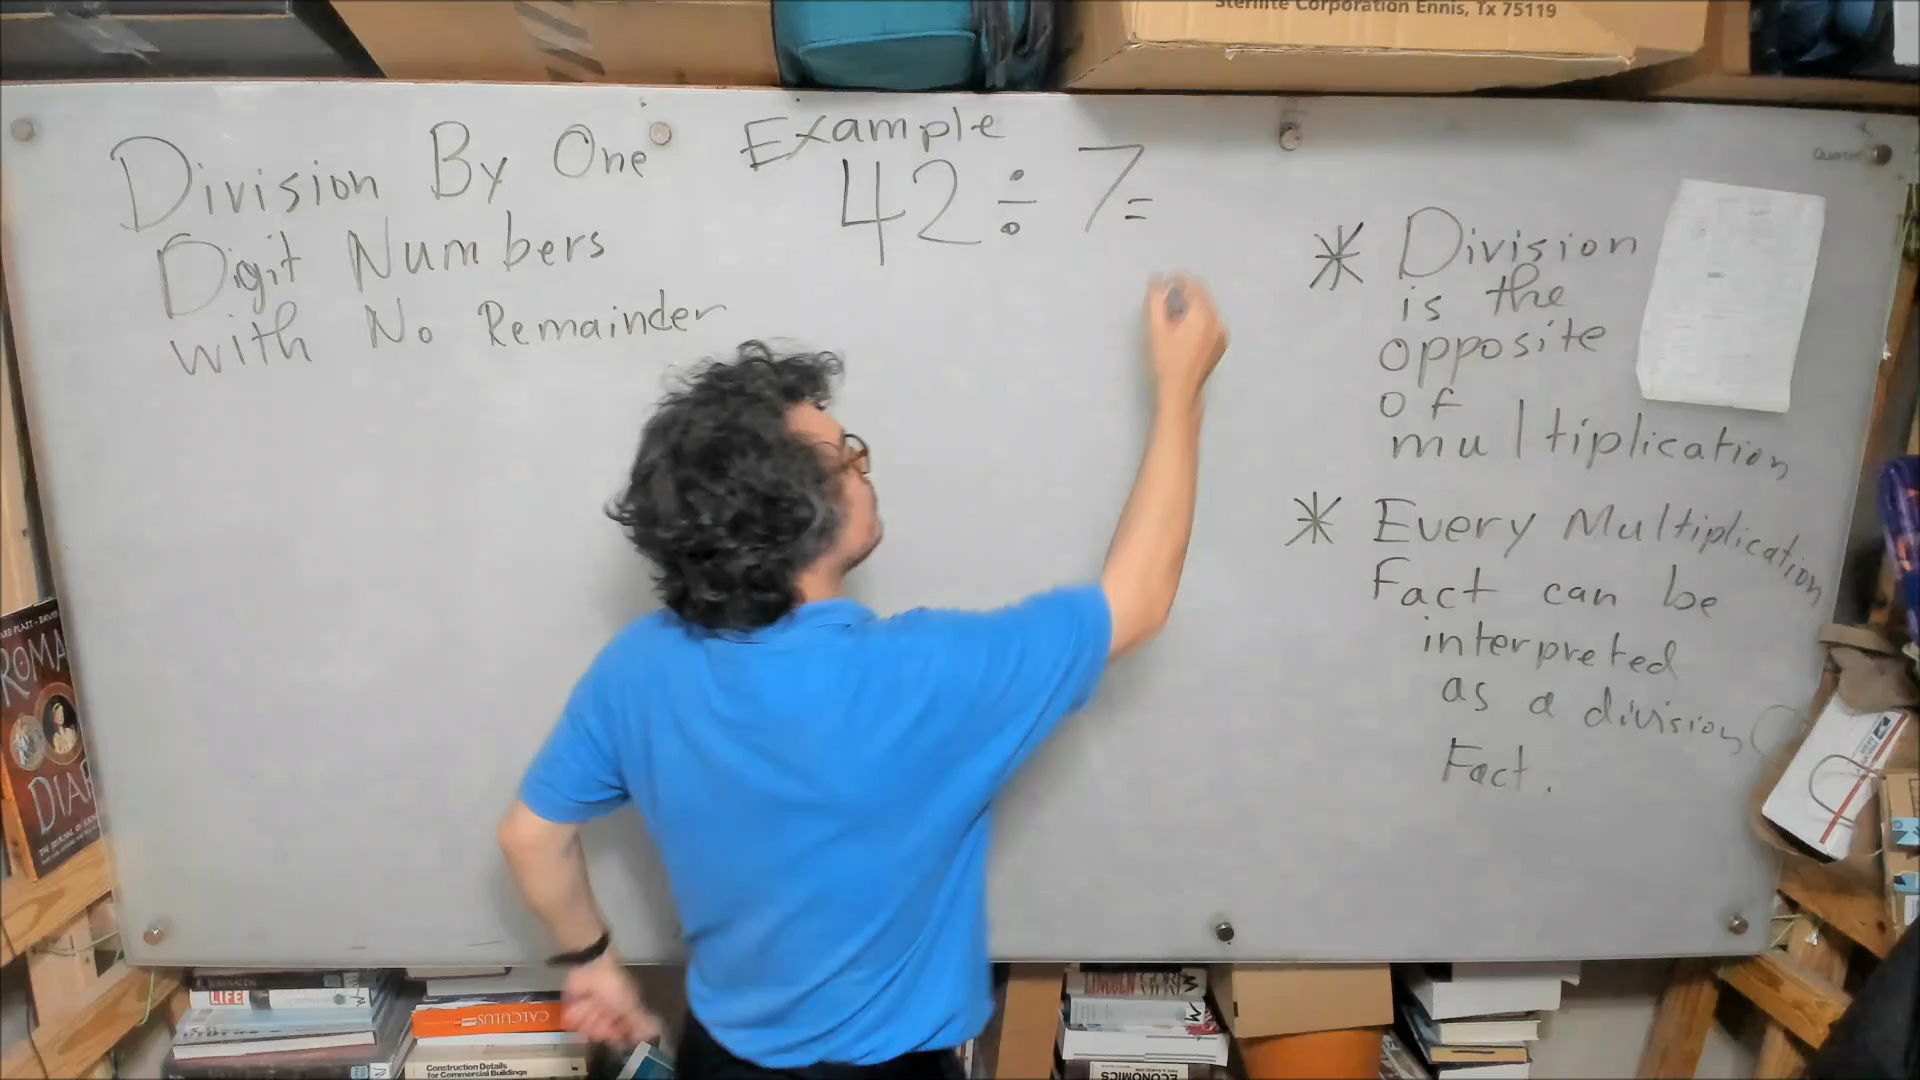 Sterilite Corporation Ennis, Tx 75119
Division By One
Digit Numbers
with No Remainder
Example
42 ÷ 7 =
* Division
is the
opposite
of
multiplication
* Every Multiplication
Fact can be
interpreted
as a division
Fact.
ROMA
DIAR
LIFE
CALCULUS
Construction Details
for Commercial Buildings
ECONOMICS